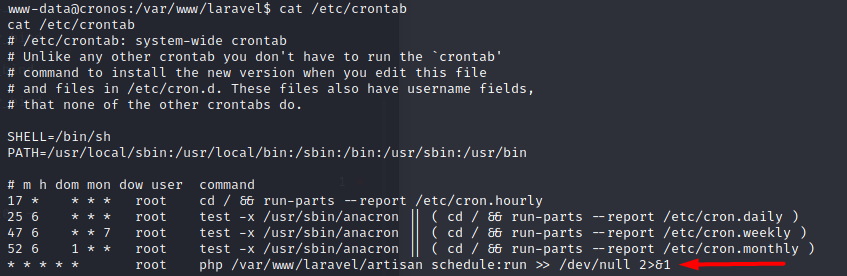 www-data@cronos:/var/www/laravel$ cat /etc/crontab
cat /etc/crontab
# /etc/crontab: system-wide crontab
# Unlike any other crontab you don't have to run the `crontab'
# command to install the new version when you edit this file
# and files in /etc/cron.d. These files also have username fields,
# that none of the other crontabs do.

SHELL=/bin/sh
PATH=/usr/local/sbin:/usr/local/bin:/sbin:/bin:/usr/sbin:/usr/bin

# m h dom mon dow user  command
17 *    * * *   root    cd / && run-parts --report /etc/cron.hourly
25 6    * * *   root    test -x /usr/sbin/anacron || ( cd / && run-parts --report /etc/cron.daily )
47 6    * * 7   root    test -x /usr/sbin/anacron || ( cd / && run-parts --report /etc/cron.weekly )
52 6    1 * *   root    test -x /usr/sbin/anacron || ( cd / && run-parts --report /etc/cron.monthly )
* * * * *       root    php /var/www/laravel/artisan schedule:run >> /dev/null 2>&1